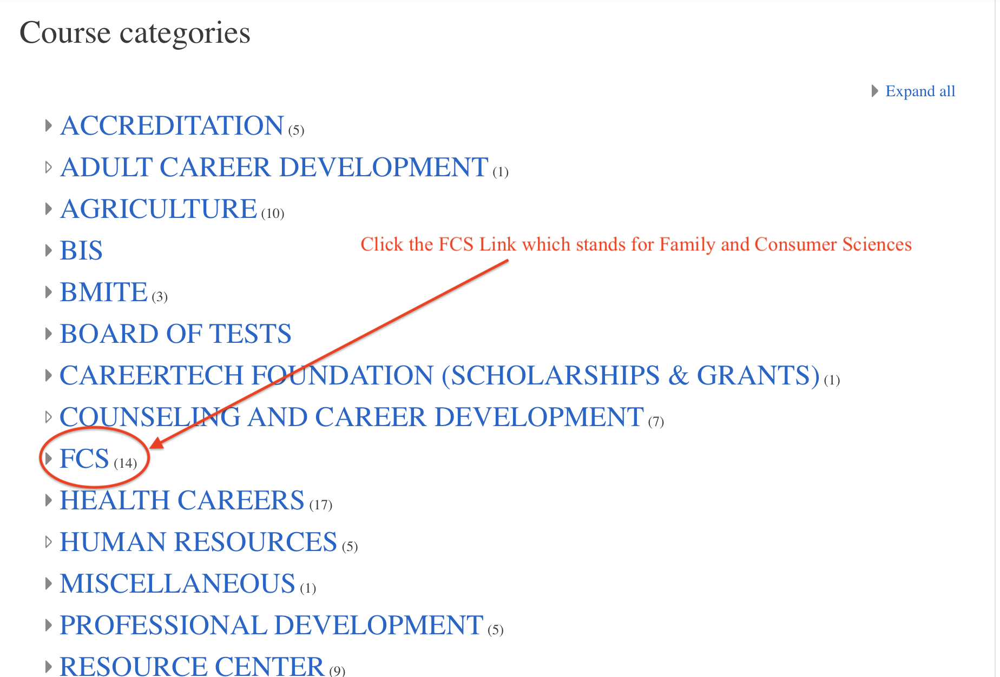 Course categories
Expand all
ACCREDITATION (5)
ADULT CAREER DEVELOPMENT (1)
AGRICULTURE (10)
Click the FCS Link which stands for Family and Consumer Sciences
BIS
BMITE (3)
BOARD OF TESTS
CAREERTECH FOUNDATION (SCHOLARSHIPS & GRANTS) (1)
COUNSELING AND CAREER DEVELOPMENT (7)
FCS (14)
HEALTH CAREERS (17)
HUMAN RESOURCES (5)
MISCELLANEOUS (1)
PROFESSIONAL DEVELOPMENT (5)
RESOURCE CENTER (9)